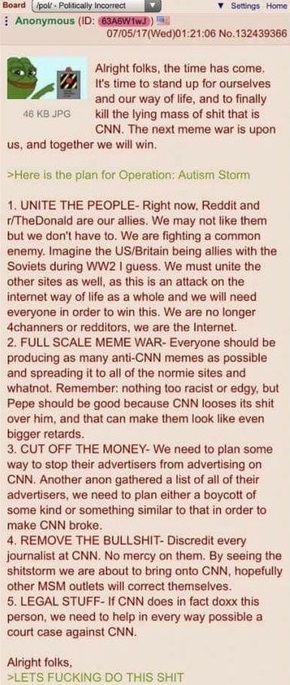 Board /pol/ - Politically Incorrect Settings Home
Anonymous (ID: 63A6W1wJ)
07/05/17(Wed)01:21:06 No.132439366
46 KB JPG
Alright folks, the time has come.
It's time to stand up for ourselves
and our way of life, and to finally
kill the lying mass of shit that is
CNN. The next meme war is upon
us, and together we will win.
>Here is the plan for Operation: Autism Storm
1. UNITE THE PEOPLE- Right now, Reddit and
r/TheDonald are our allies. We may not like them
but we don't have to. We are fighting a common
enemy. Imagine the US/Britain being allies with the
Soviets during WW2 I guess. We must unite the
other sites as well, as this is an attack on the
internet way of life as a whole and we will need
everyone in order to win this. We are no longer
4channers or redditors, we are the Internet.
2. FULL SCALE MEME WAR- Everyone should be
producing as many anti-CNN memes as possible
and spreading it to all of the normie sites and
whatnot. Remember: nothing too racist or edgy, but
Pepe should be good because CNN looses its shit
over him, and that can make them look like even
bigger retards.
3. CUT OFF THE MONEY- We need to plan some
way to stop their advertisers from advertising on
CNN. Another anon gathered a list of all of their
advertisers, we need to plan either a boycott of
some kind or something similar to that in order to
make CNN broke.
4. REMOVE THE BULLSHIT- Discredit every
journalist at CNN. No mercy on them. By seeing the
shitstorm we are about to bring onto CNN, hopefully
other MSM outlets will correct themselves.
5. LEGAL STUFF- If CNN does in fact doxx this
person, we need to help in every way possible a
court case against CNN.
Alright folks,
>LETS FUCKING DO THIS SHIT